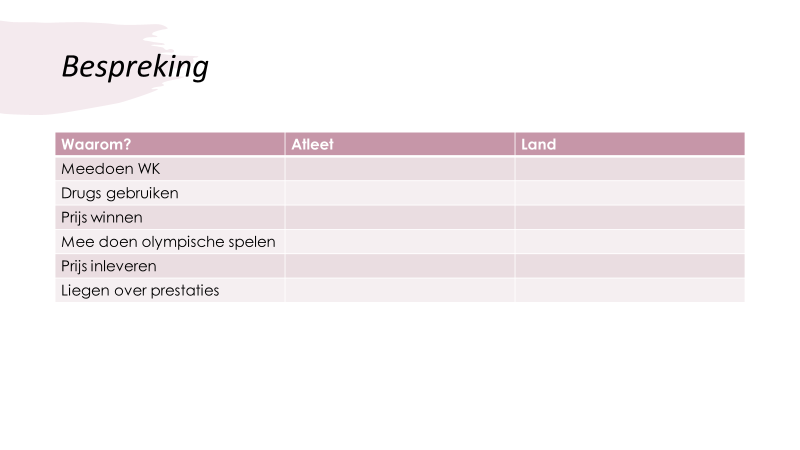 Bespreking
Waarom? Atleet Land
Meedoen WK
Drugs gebruiken
Prijs winnen
Mee doen olympische spelen
Prijs inleveren
Liegen over prestaties